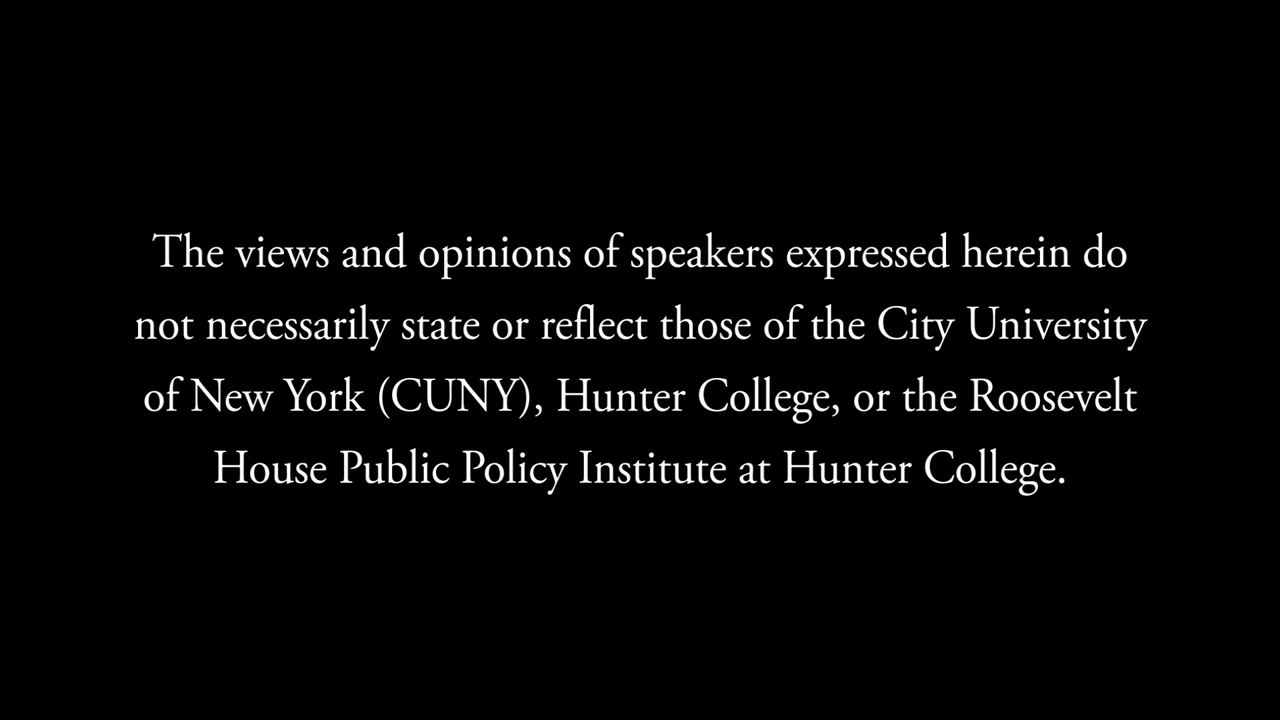 The views and opinions of speakers expressed herein do
not necessarily state or reflect those of the City University
of New York (CUNY), Hunter College, or the Roosevelt
House Public Policy Institute at Hunter College.